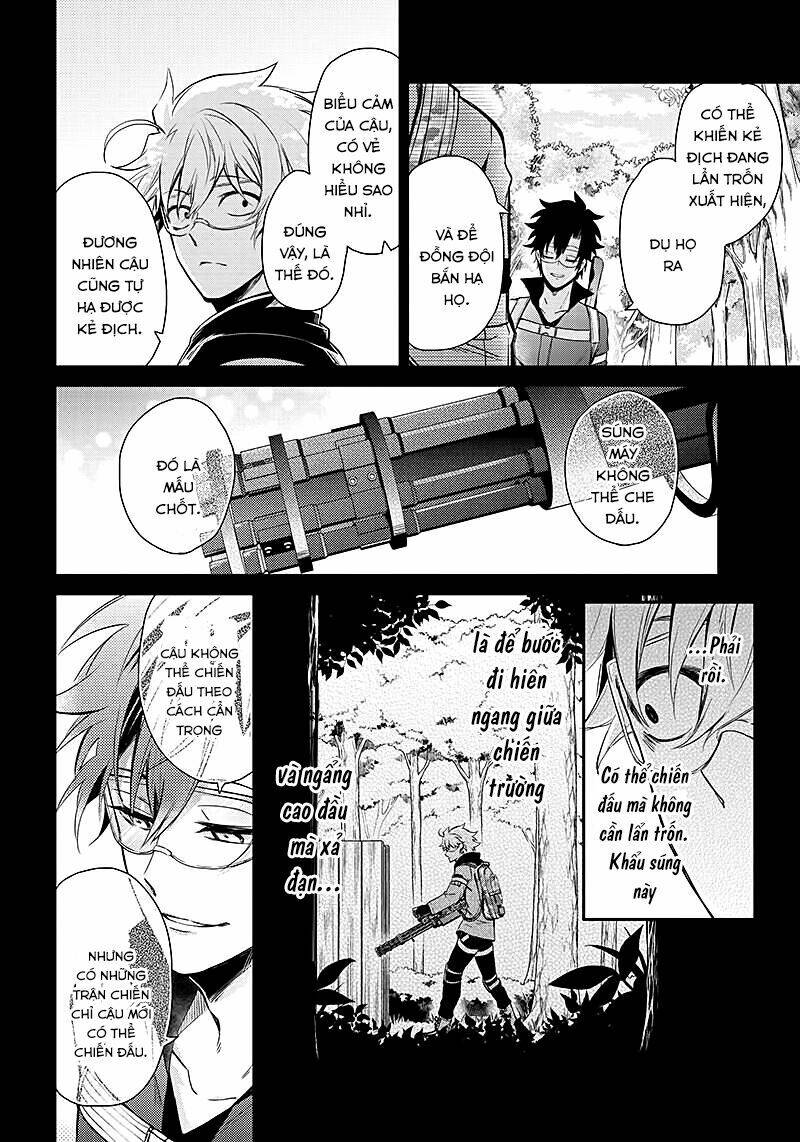 CÓ THỂ
KHIẾN KẺ
ĐỊCH ĐANG
LẨN TRỐN
XUẤT HIỆN,
DỤ HỌ
RA
VÀ ĐỂ
ĐỒNG ĐỘI
BẮN HẠ
HỌ.
BIỂU CẢM
CỦA CẬU,
CÓ VẺ
KHÔNG
HIỂU SAO
NHỈ.
ĐÚNG
VẬY, LÀ
THẾ ĐÓ.
ĐƯƠNG
NHIÊN CẬU
CŨNG TỰ
HẠ ĐƯỢC
KẺ ĐỊCH.
SÚNG
MÁY
KHÔNG
THỂ CHE
DẤU.
ĐÓ LÀ
MẤU
CHỐT.
...Phải
rồi.
Có thể chiến
đấu mà không
cần lẩn trốn.
Khẩu súng
này
là để bước
đi hiên
ngang giữa
chiến
trường
và ngẩng
cao đầu
mà xả
đạn...
CẬU KHÔNG
THỂ CHIẾN
ĐẤU THEO
CÁCH CẨN
TRỌNG
NHƯNG
CÓ NHỮNG
TRẬN CHIẾN
CHỈ CẬU MỚI
CÓ THỂ
CHIẾN ĐẤU.